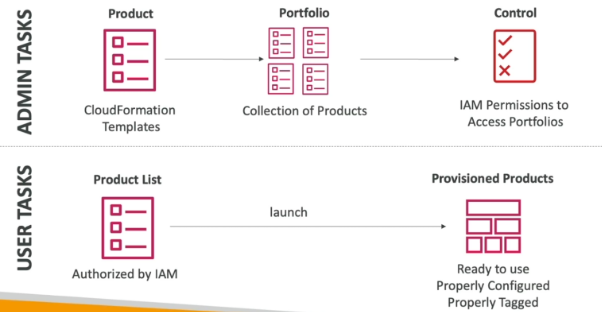 ADMIN TASKS
Product
Portfolio
Control
CloudFormation
Templates
Collection of Products
IAM Permissions to
Access Portfolios
USER TASKS
Product List
launch
Provisioned Products
Authorized by IAM
Ready to use
Properly Configured
Properly Tagged